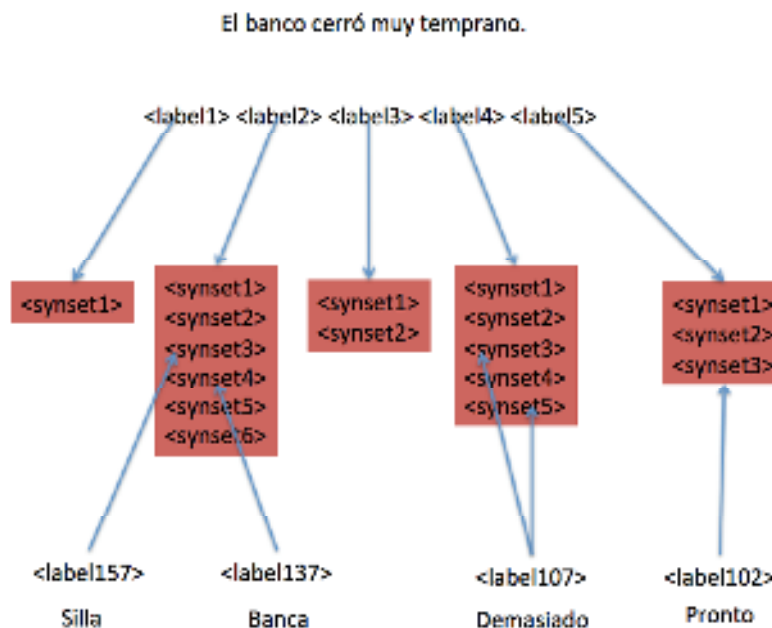 El banco cerró muy temprano.
<label1> <label2> <label3> <label4> <label5>
<synset1>
<synset1>
<synset2>
<synset3>
<synset4>
<synset5>
<synset6>
<synset1>
<synset2>
<synset1>
<synset2>
<synset3>
<synset4>
<synset5>
<synset1>
<synset2>
<synset3>
<label157>
<label137>
<label107>
<label102>
Silla
Banca
Demasiado
Pronto